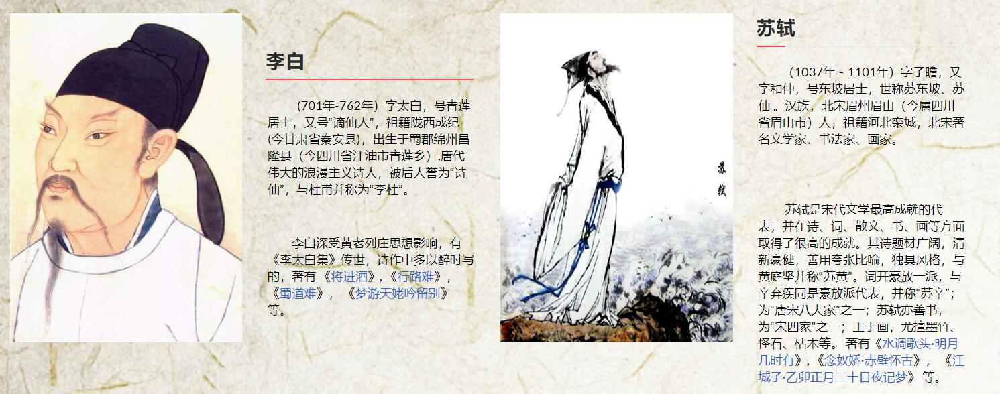 李白
(701年-762年）字太白，号青莲
居士，又号“谪仙人”，祖籍陇西成纪
(今甘肃省秦安县)，出生于蜀郡绵州昌
隆县（今四川省江油市青莲乡）,唐代
伟大的浪漫主义诗人，被后人誉为“诗
仙”，与杜甫并称为“李杜”。
李白深受黄老列庄思想影响，有
《李太白集》传世，诗作中多以醉时写
的，著有 《将进酒》,《行路难》，
《蜀道难》， 《梦游天姥吟留别》
等。
苏轼
苏轼
（1037年 - 1101年）字子瞻，又
字和仲，号东坡居士，世称苏东坡、苏
仙 。汉族，北宋眉州眉山（今属四川
省眉山市）人，祖籍河北栾城，北宋著
名文学家、书法家、画家。
苏轼是宋代文学最高成就的代
表，并在诗、词、散文、书、画等方面
取得了很高的成就。其诗题材广阔，清
新豪健，善用夸张比喻，独具风格，与
黄庭坚并称“苏黄”。词开豪放一派，与
辛弃疾同是豪放派代表，并称“苏辛”；
为“唐宋八大家”之一；苏轼亦善书，
为“宋四家”之一；工于画，尤擅墨竹、
怪石、枯木等。 著有《水调歌头·明月
几时有》,《念奴娇·赤壁怀古》， 《江
城子·乙卯正月二十日夜记梦》 等。